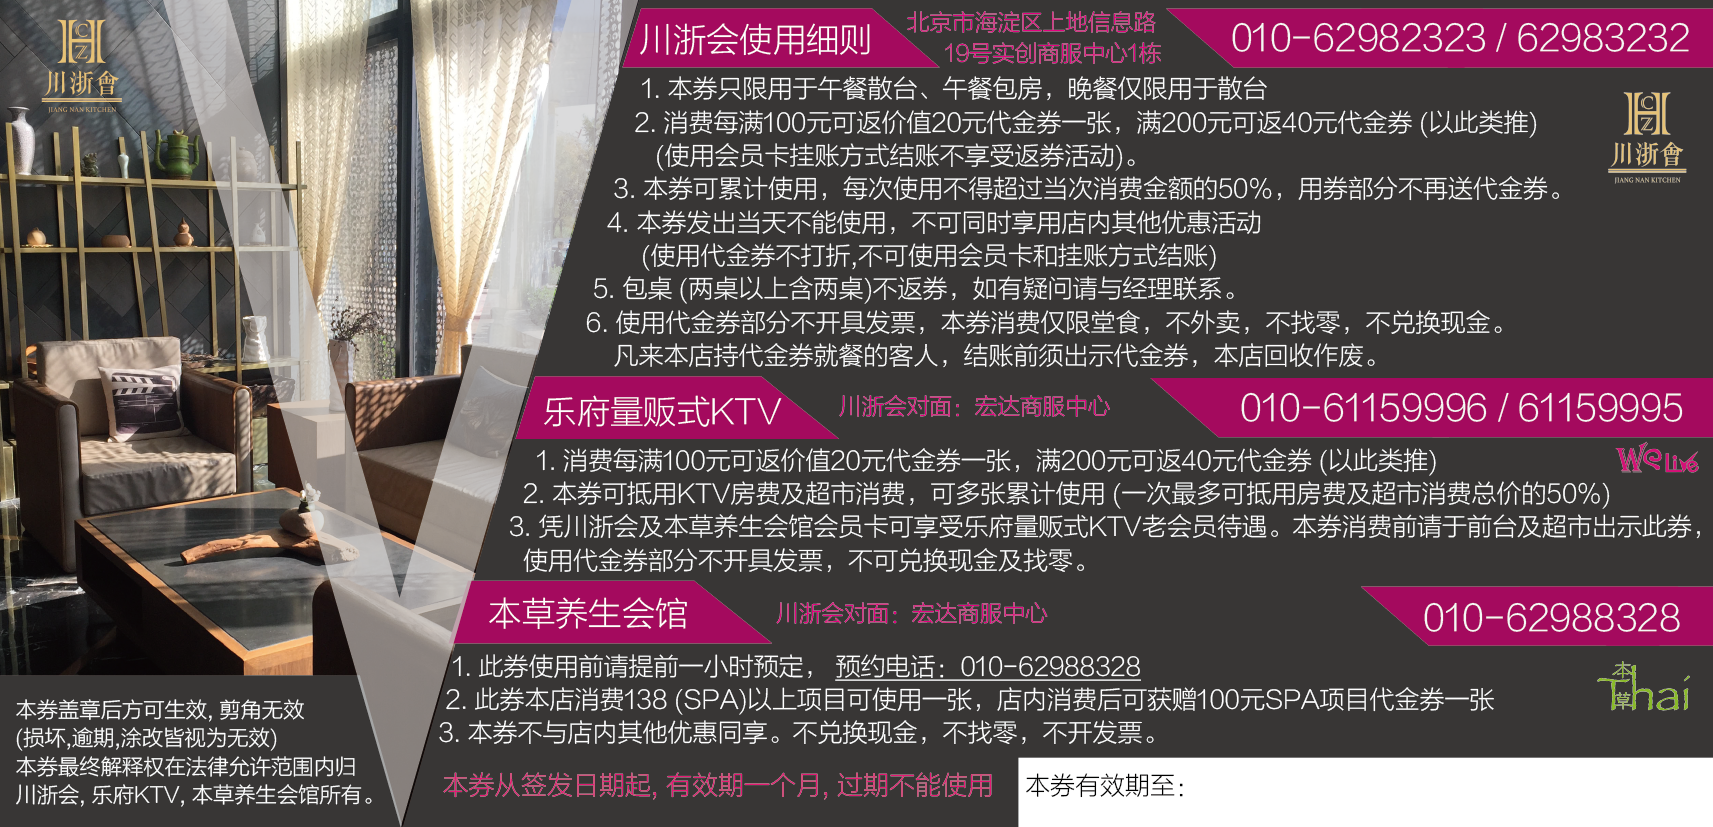 CZ
川浙會
JIANG NAN KITCHEN
川浙会使用细则
北京市海淀区上地信息路
19号实创商服中心1栋
010-62982323 / 62983232
1. 本券只限用于午餐散台、午餐包房，晚餐仅限用于散台
2. 消费每满100元可返价值20元代金券一张，满200元可返40元代金券 (以此类推)
(使用会员卡挂账方式结账不享受返券活动)。
3. 本券可累计使用，每次使用不得超过当次消费金额的50%，用券部分不再送代金券。
4. 本券发出当天不能使用，不可同时享用店内其他优惠活动
(使用代金券不打折,不可使用会员卡和挂账方式结账)
5. 包桌 (两桌以上含两桌)不返券，如有疑问请与经理联系。
6. 使用代金券部分不开具发票，本券消费仅限堂食，不外卖，不找零，不兑换现金。
凡来本店持代金券就餐的客人，结账前须出示代金券，本店回收作废。
CZ
川浙會
JIANG NAN KITCHEN
乐府量贩式KTV
川浙会对面：宏达商服中心
010-61159996 / 61159995
We Live
1. 消费每满100元可返价值20元代金券一张，满200元可返40元代金券 (以此类推)
2. 本券可抵用KTV房费及超市消费，可多张累计使用 (一次最多可抵用房费及超市消费总价的50%)
3. 凭川浙会及本草养生会馆会员卡可享受乐府量贩式KTV老会员待遇。本券消费前请于前台及超市出示此券，
使用代金券部分不开具发票，不可兑换现金及找零。
本草养生会馆
川浙会对面：宏达商服中心
010-62988328
1. 此券使用前请提前一小时预定， 预约电话：010-62988328
2. 此券本店消费138 (SPA)以上项目可使用一张，店内消费后可获赠100元SPA项目代金券一张
3. 本券不与店内其他优惠同享。不兑换现金，不找零，不开发票。
本草
Thai
本券盖章后方可生效, 剪角无效
(损坏,逾期,涂改皆视为无效)
本券最终解释权在法律允许范围内归
川浙会, 乐府KTV, 本草养生会馆所有。
本券从签发日期起, 有效期一个月, 过期不能使用
本券有效期至：